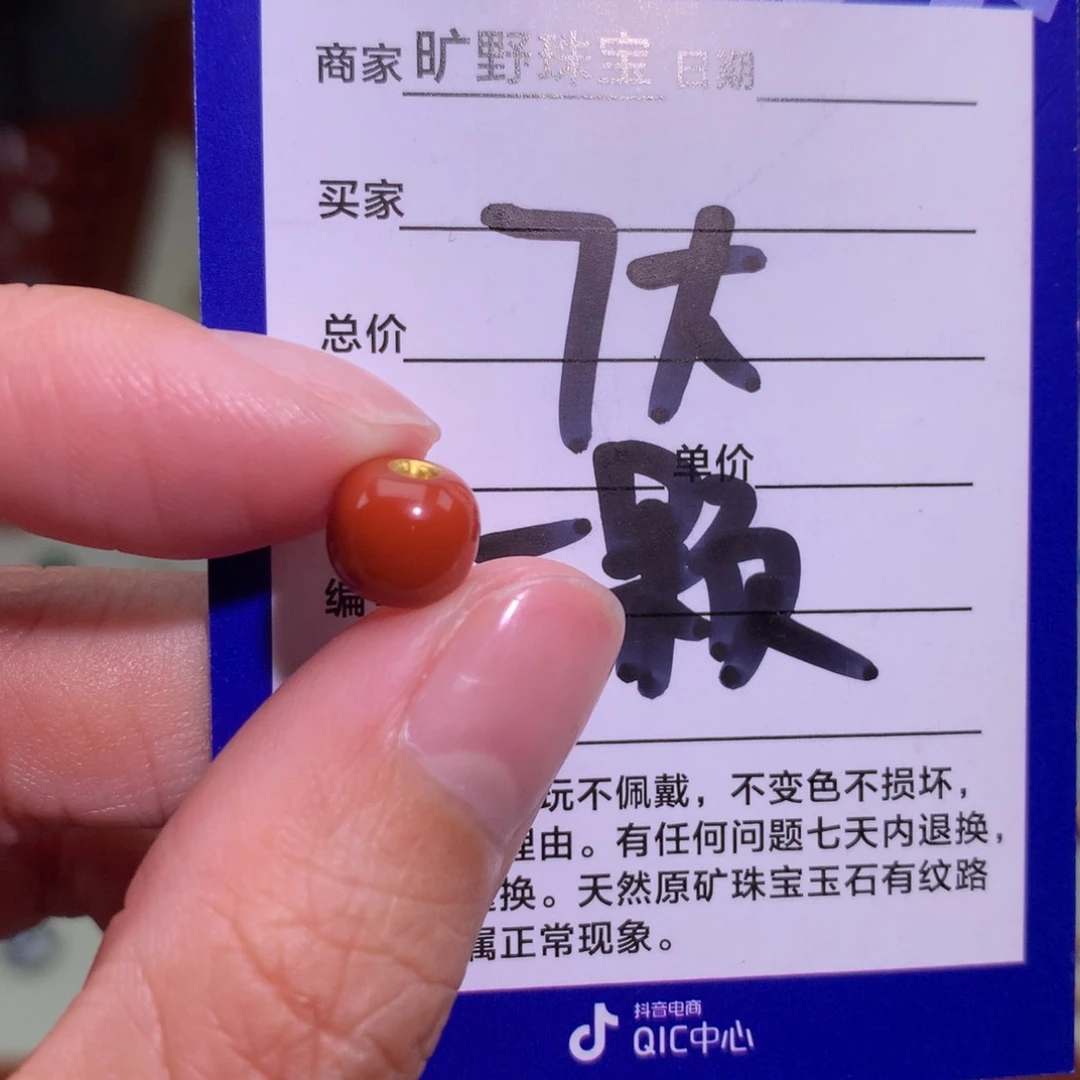 商家旷野珠宝 日期
买家
总价
单价
一颗
编
玩不佩戴，不变色不损坏，
理由。有任何问题七天内退换，
换。天然原矿珠宝玉石有纹路
属正常现象。
抖音电商
QIC中心